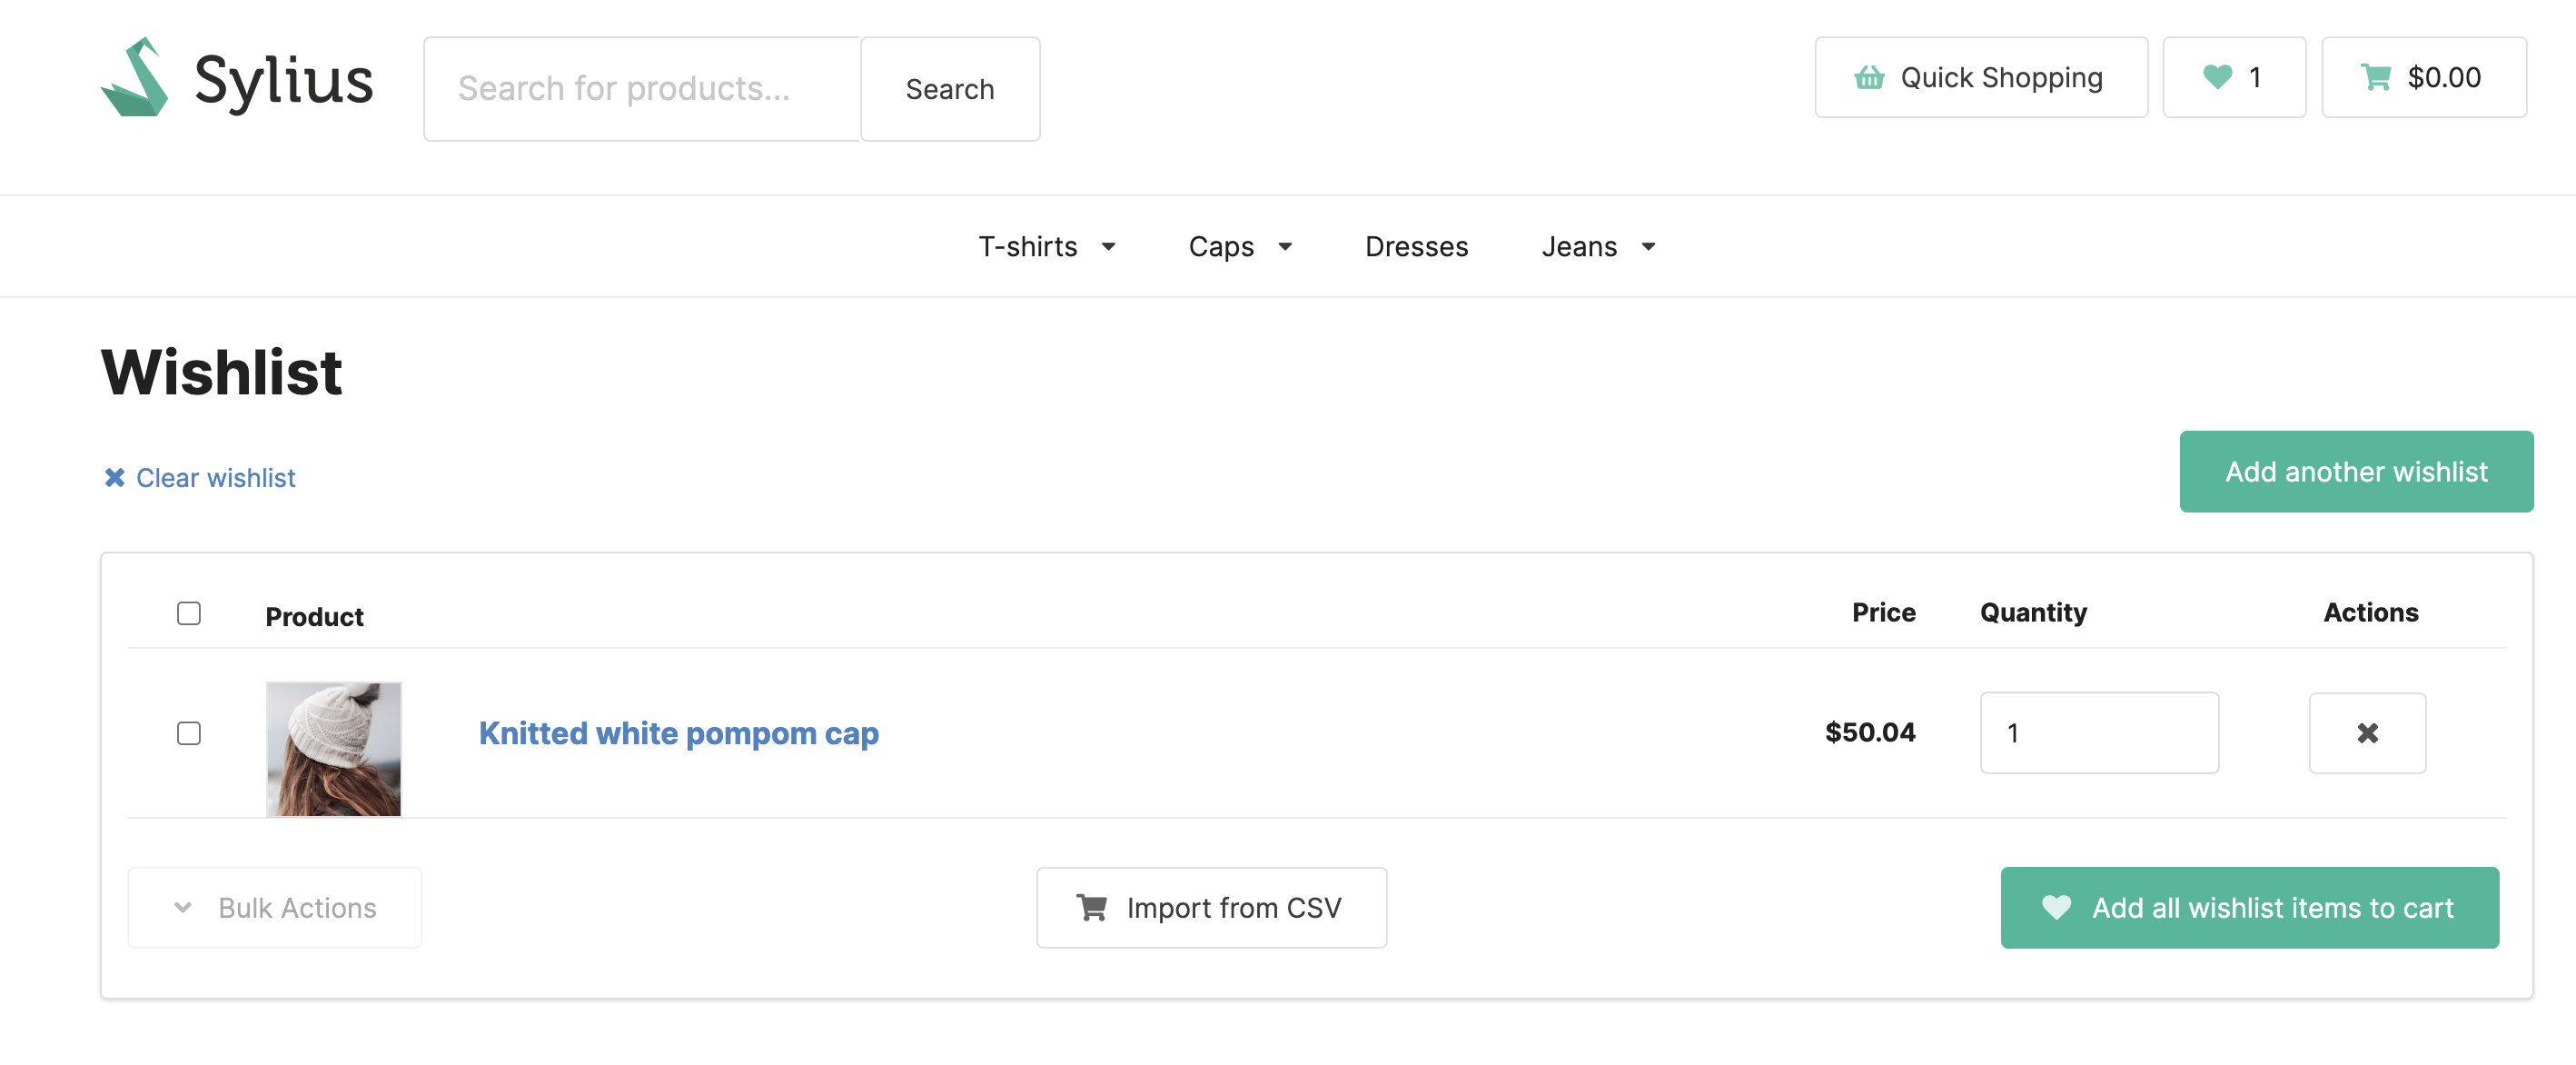 Sylius
Search for products...
Search
Quick Shopping
1
$0.00
T-shirts
Caps
Dresses
Jeans
Wishlist
Clear wishlist
Add another wishlist
Product
Price
Quantity
Actions
Knitted white pompom cap
$50.04
1
Bulk Actions
Import from CSV
Add all wishlist items to cart